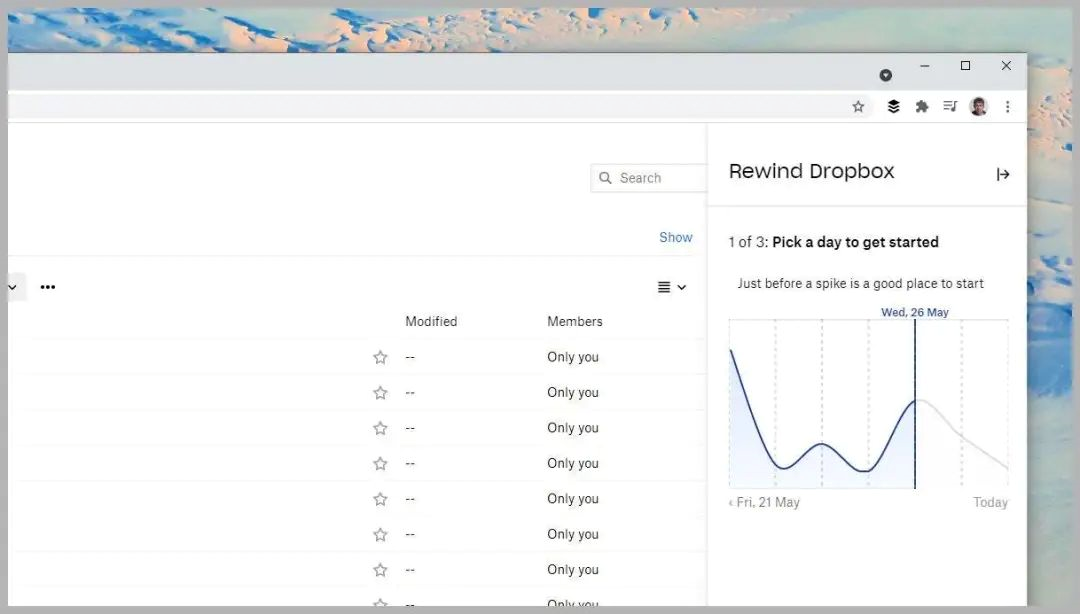 Search
Show
Modified Members
-- Only you
-- Only you
-- Only you
-- Only you
-- Only you
-- Only you
-- Only you
-- Only you
Rewind Dropbox
1 of 3: Pick a day to get started
Just before a spike is a good place to start
Wed, 26 May
‹ Fri, 21 May Today